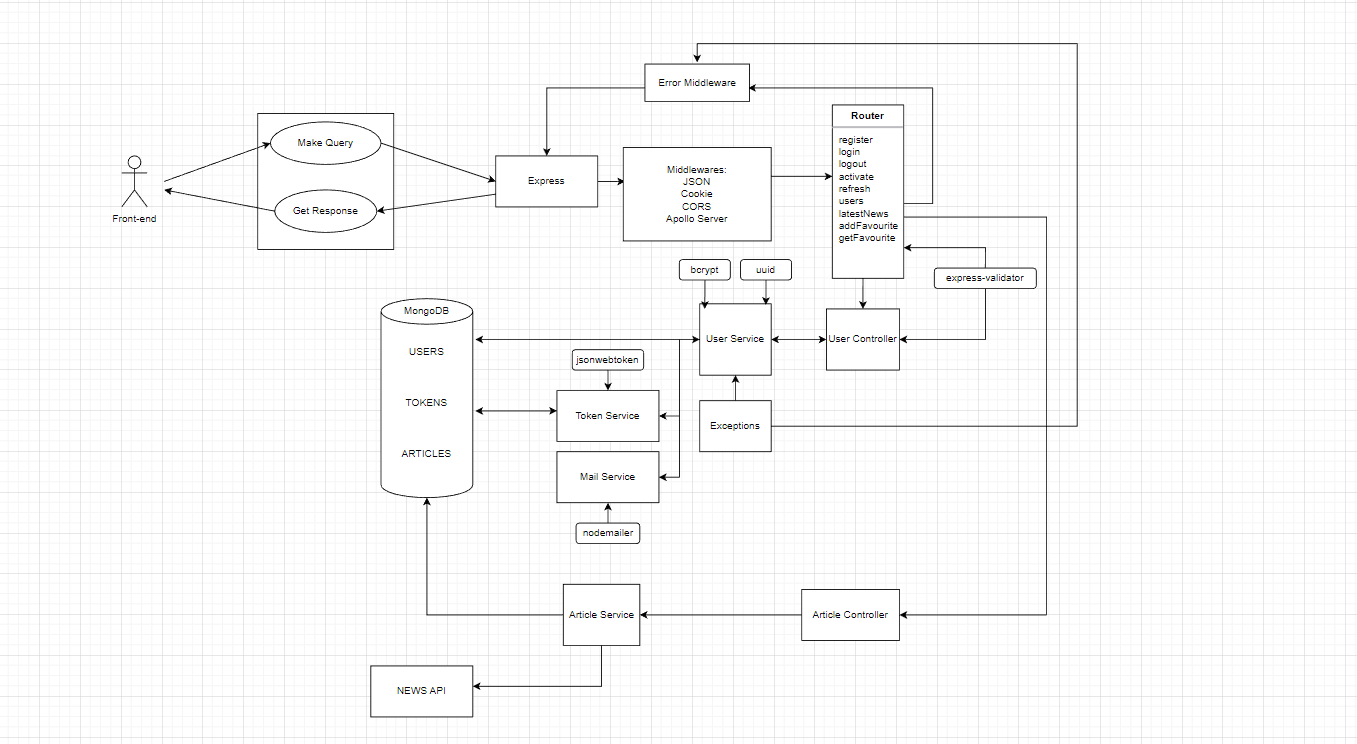 Error Middleware
Router
Make Query
register
login
logout
activate
refresh
users
latestNews
addFavourite
getFavourite
Middlewares:
JSON
Cookie
CORS
Apollo Server
Express
Front-end
Get Response
bcrypt
uuid
express-validator
MongoDB
USERS
TOKENS
ARTICLES
User Service
User Controller
jsonwebtoken
Token Service
Exceptions
Mail Service
nodemailer
Article Service
Article Controller
NEWS API